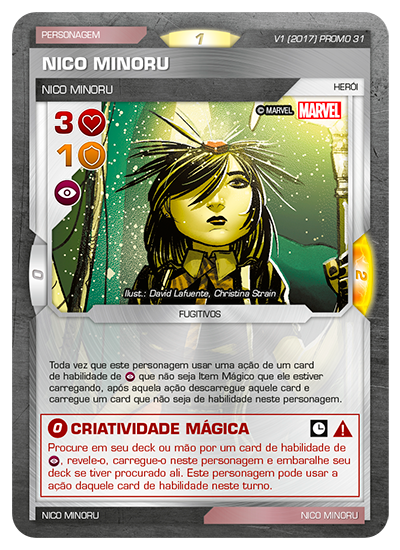 PERSONAGEM
1
V1 (2017) PROMO 31
NICO MINORU
NICO MINORU
HERÓI
3
© MARVEL MARVEL
1
0
2
Ilust.: David Lafuente, Christina Strain
FUGITIVOS
Toda vez que este personagem usar uma ação de um card
de habilidade de que não seja Item Mágico que ele estiver
carregando, após aquela ação descarregue aquele card e
carregue um card que não seja de habilidade neste personagem.
0 CRIATIVIDADE MÁGICA
Procure em seu deck ou mão por um card de habilidade de
, revele-o, carregue-o neste personagem e embaralhe seu
deck se tiver procurado ali. Este personagem pode usar a
ação daquele card de habilidade neste turno.
NICO MINORU
NICO MINORU